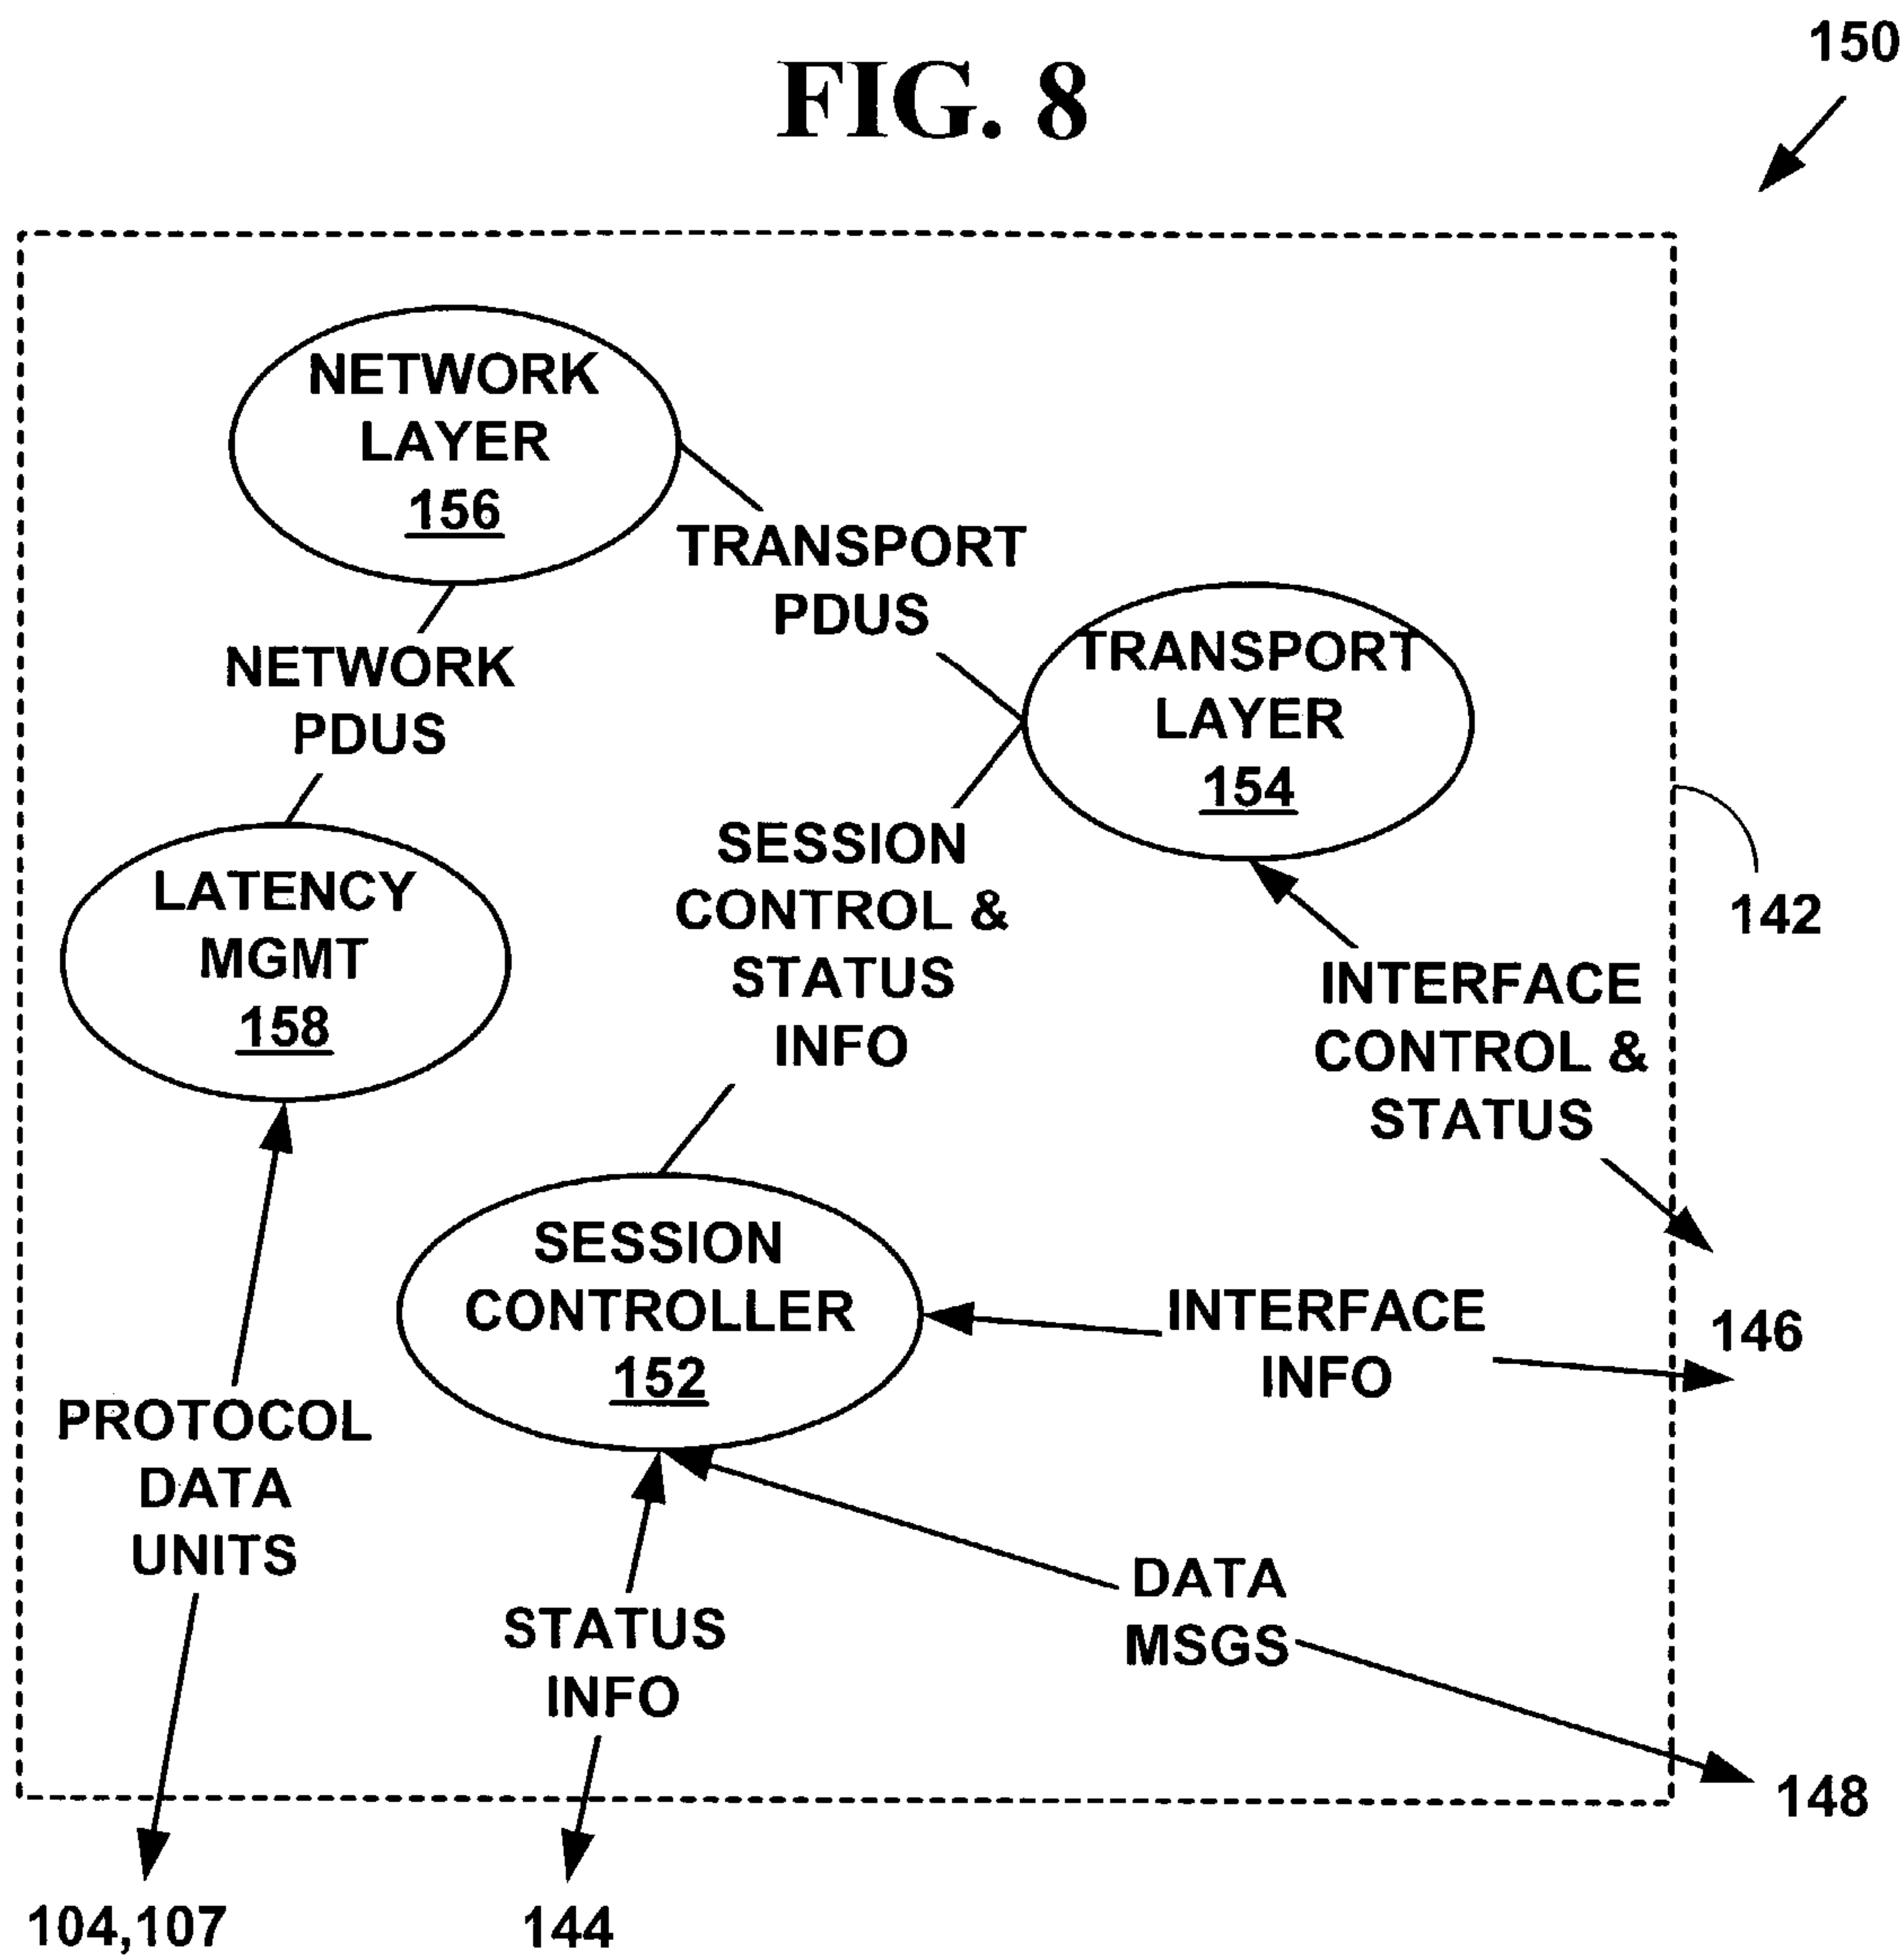 150
FIG. 8
NETWORK
LAYER
156
TRANSPORT
PDUS
NETWORK
PDUS
TRANSPORT
LAYER
154
SESSION
CONTROL &
STATUS
INFO
LATENCY
MGMT
158
142
INTERFACE
CONTROL &
STATUS
SESSION
CONTROLLER
152
INTERFACE
INFO
146
PROTOCOL
DATA
UNITS
STATUS
INFO
DATA
MSGS
148
104,107
144